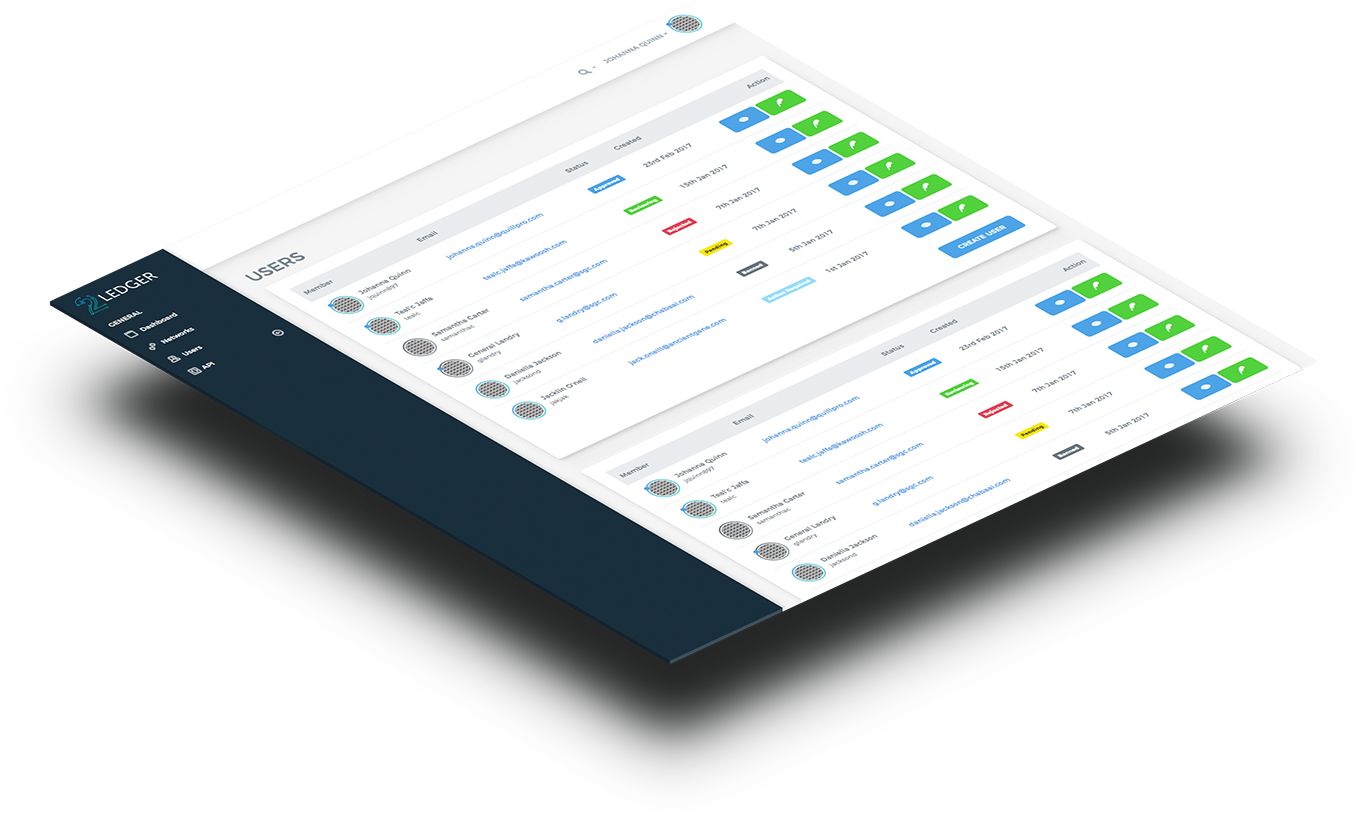 JOHANNA QUINN
22 LEDGER
GENERAL
Dashboard
Networks
Users
API
USERS
Member Email Status Created Action
Johanna Quinn johanna.quinn@quillpro.com Approved 23rd Feb 2017
jquinn897
Teal'c Jaffa tealc.jaffa@kawoosh.com Reviewing 15th Jan 2017
tealc
Samantha Carter samantha.carter@sgc.com Rejected 7th Jan 2017
samanthac
General Landry g.landry@sgc.com Pending 7th Jan 2017
glandry
Daniella Jackson daniella.jackson@chabaai.com Banned 5th Jan 2017
jacksond
Jacklin O'neill jack.oneill@ancientgene.com 1st Jan 2017
jakjak
CREATE USER
Member Email Status Created Action
Johanna Quinn johanna.quinn@quillpro.com Approved 23rd Feb 2017
jquinn897
Teal'c Jaffa tealc.jaffa@kawoosh.com Reviewing 15th Jan 2017
tealc
Samantha Carter samantha.carter@sgc.com Rejected 7th Jan 2017
samanthac
General Landry g.landry@sgc.com Pending 7th Jan 2017
glandry
Daniella Jackson daniella.jackson@chabaai.com Banned 5th Jan 2017
jacksond